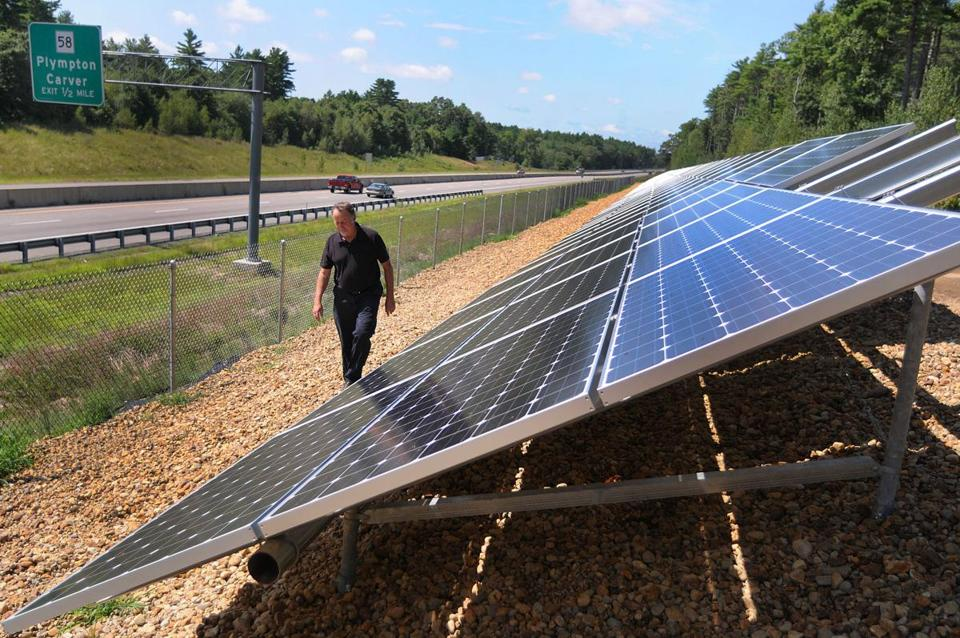 58
Plympton
Carver
EXIT 1/2 MILE